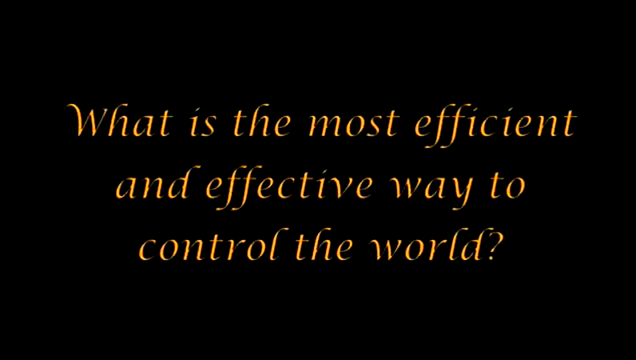 What is the most efficient
and effective way to
control the world?